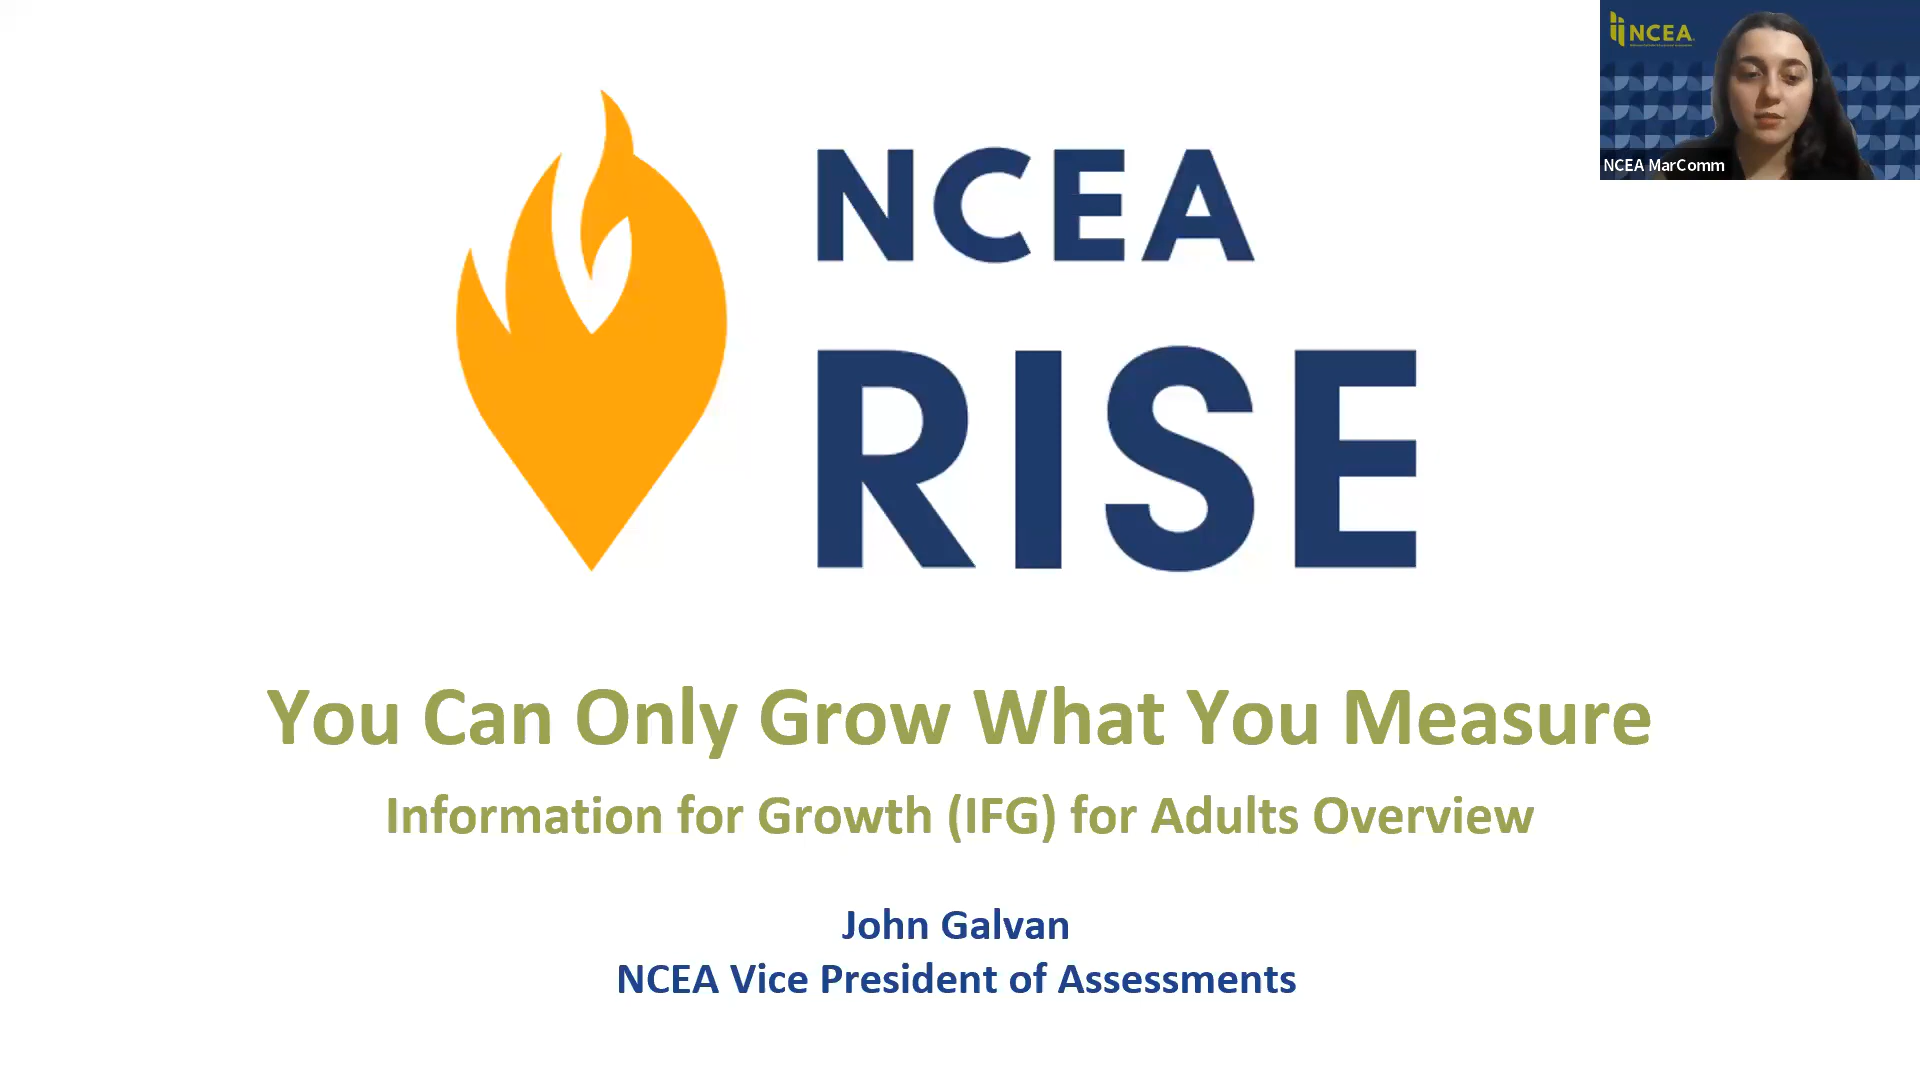 NCEA
RISE
You Can Only Grow What You Measure
Information for Growth (IFG) for Adults Overview
John Galvan
NCEA Vice President of Assessments
NCEA
NCEA MarComm